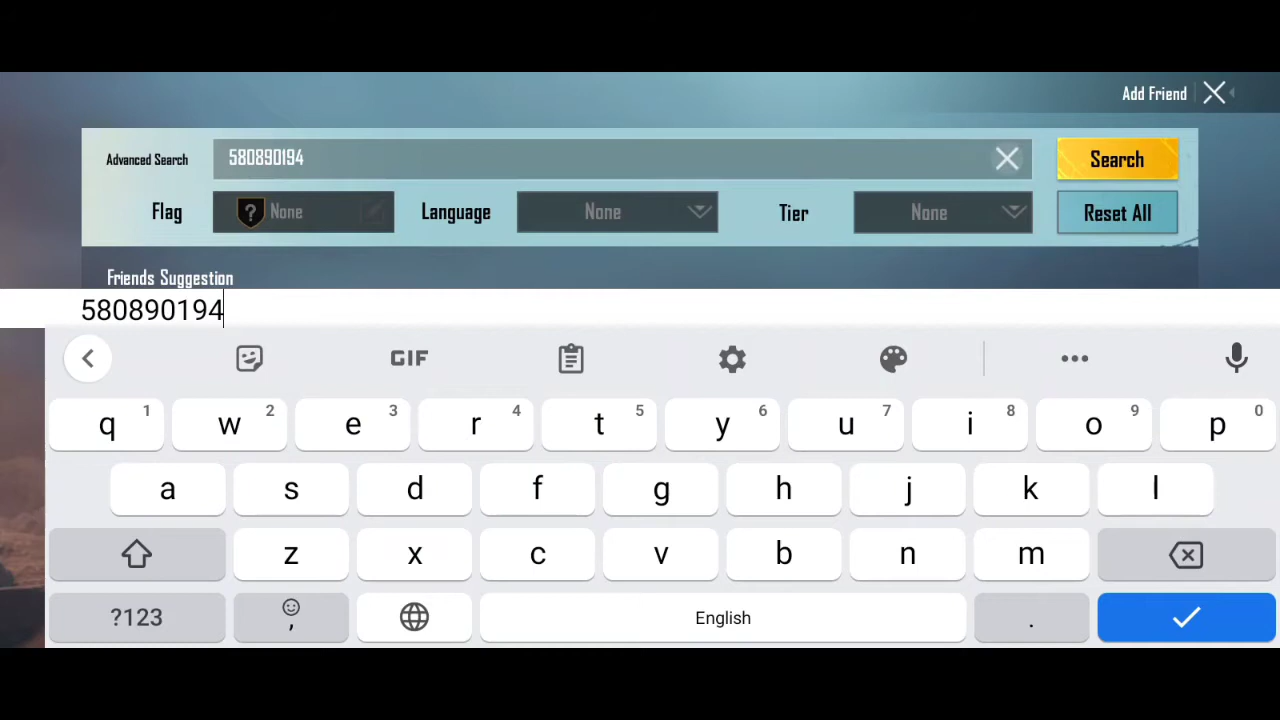 Add Friend
Advanced Search 580890194 Search
Flag ? None Language None Tier None Reset All
Friends Suggestion
580890194
GIF
q 1 w 2 e 3 r 4 t 5 y 6 u 7 i 8 o 9 p 0
a s d f g h j k l
z x c v b n m
?123 , English .